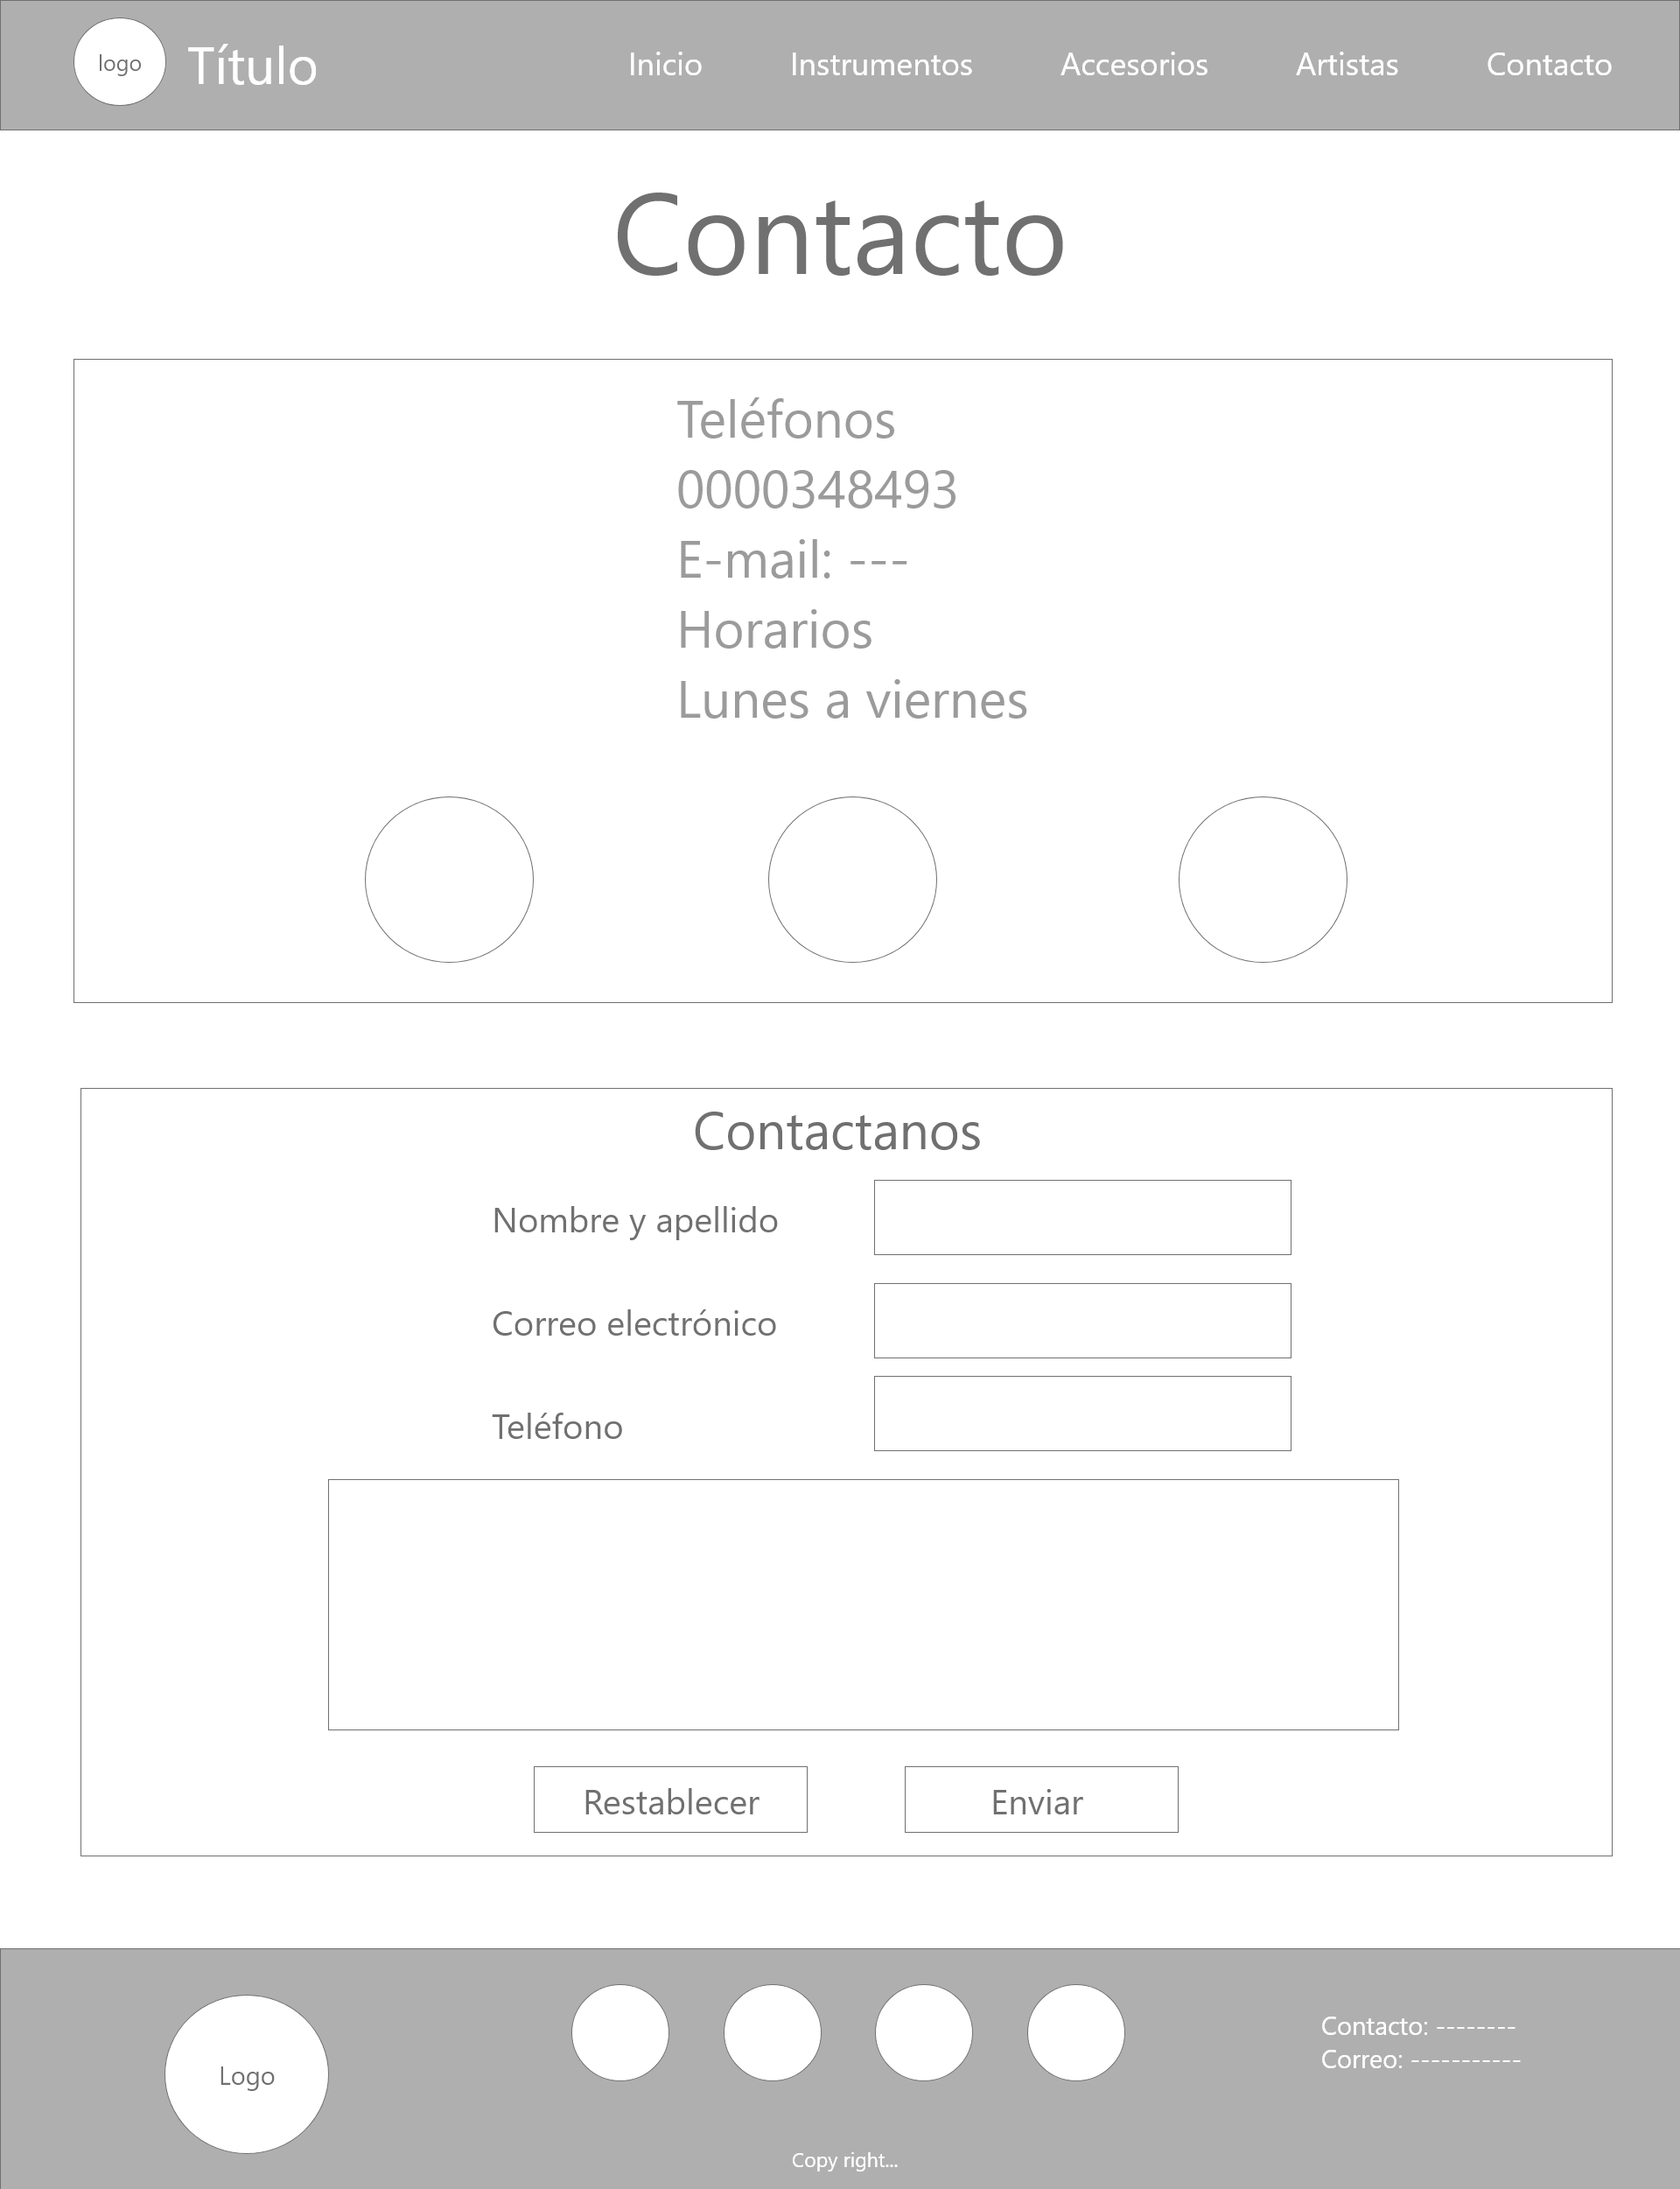 logo
Título
Inicio
Instrumentos
Accesorios
Artistas
Contacto
Contacto
Teléfonos
0000348493
E-mail: ---
Horarios
Lunes a viernes
Contactanos
Nombre y apellido
Correo electrónico
Teléfono
Restablecer
Enviar
Logo
Contacto: --------
Correo: -----------
Copy right...